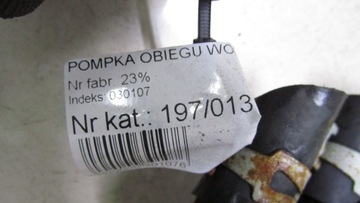 POMPKA OBIEGU WO
Nr fabr 23%
Indeks: 030107
Nr kat.: 197/013